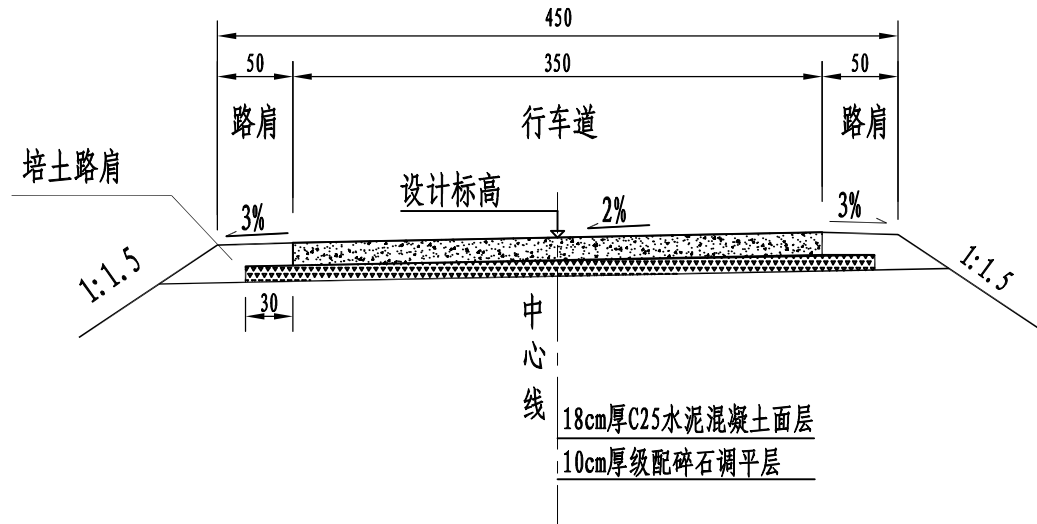 450
50
350
50
路肩
行车道
路肩
培土路肩
设计标高
3%
2%
3%
1:1.5
1:1.5
30
中心线
18cm厚C25水泥混凝土面层
10cm厚级配碎石调平层